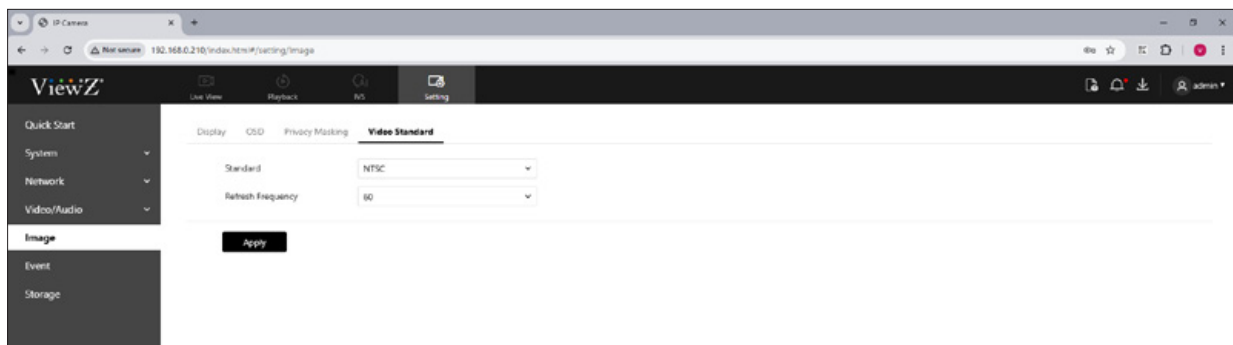 IP Camera
Not secure 192.168.0.210/index.html#/setting/image
ViewZ
Live View Playback IVS Setting
admin
Quick Start
System
Network
Video/Audio
Image
Event
Storage
Display OSD Privacy Masking Video Standard
Standard NTSC
Refresh Frequency 60
Apply